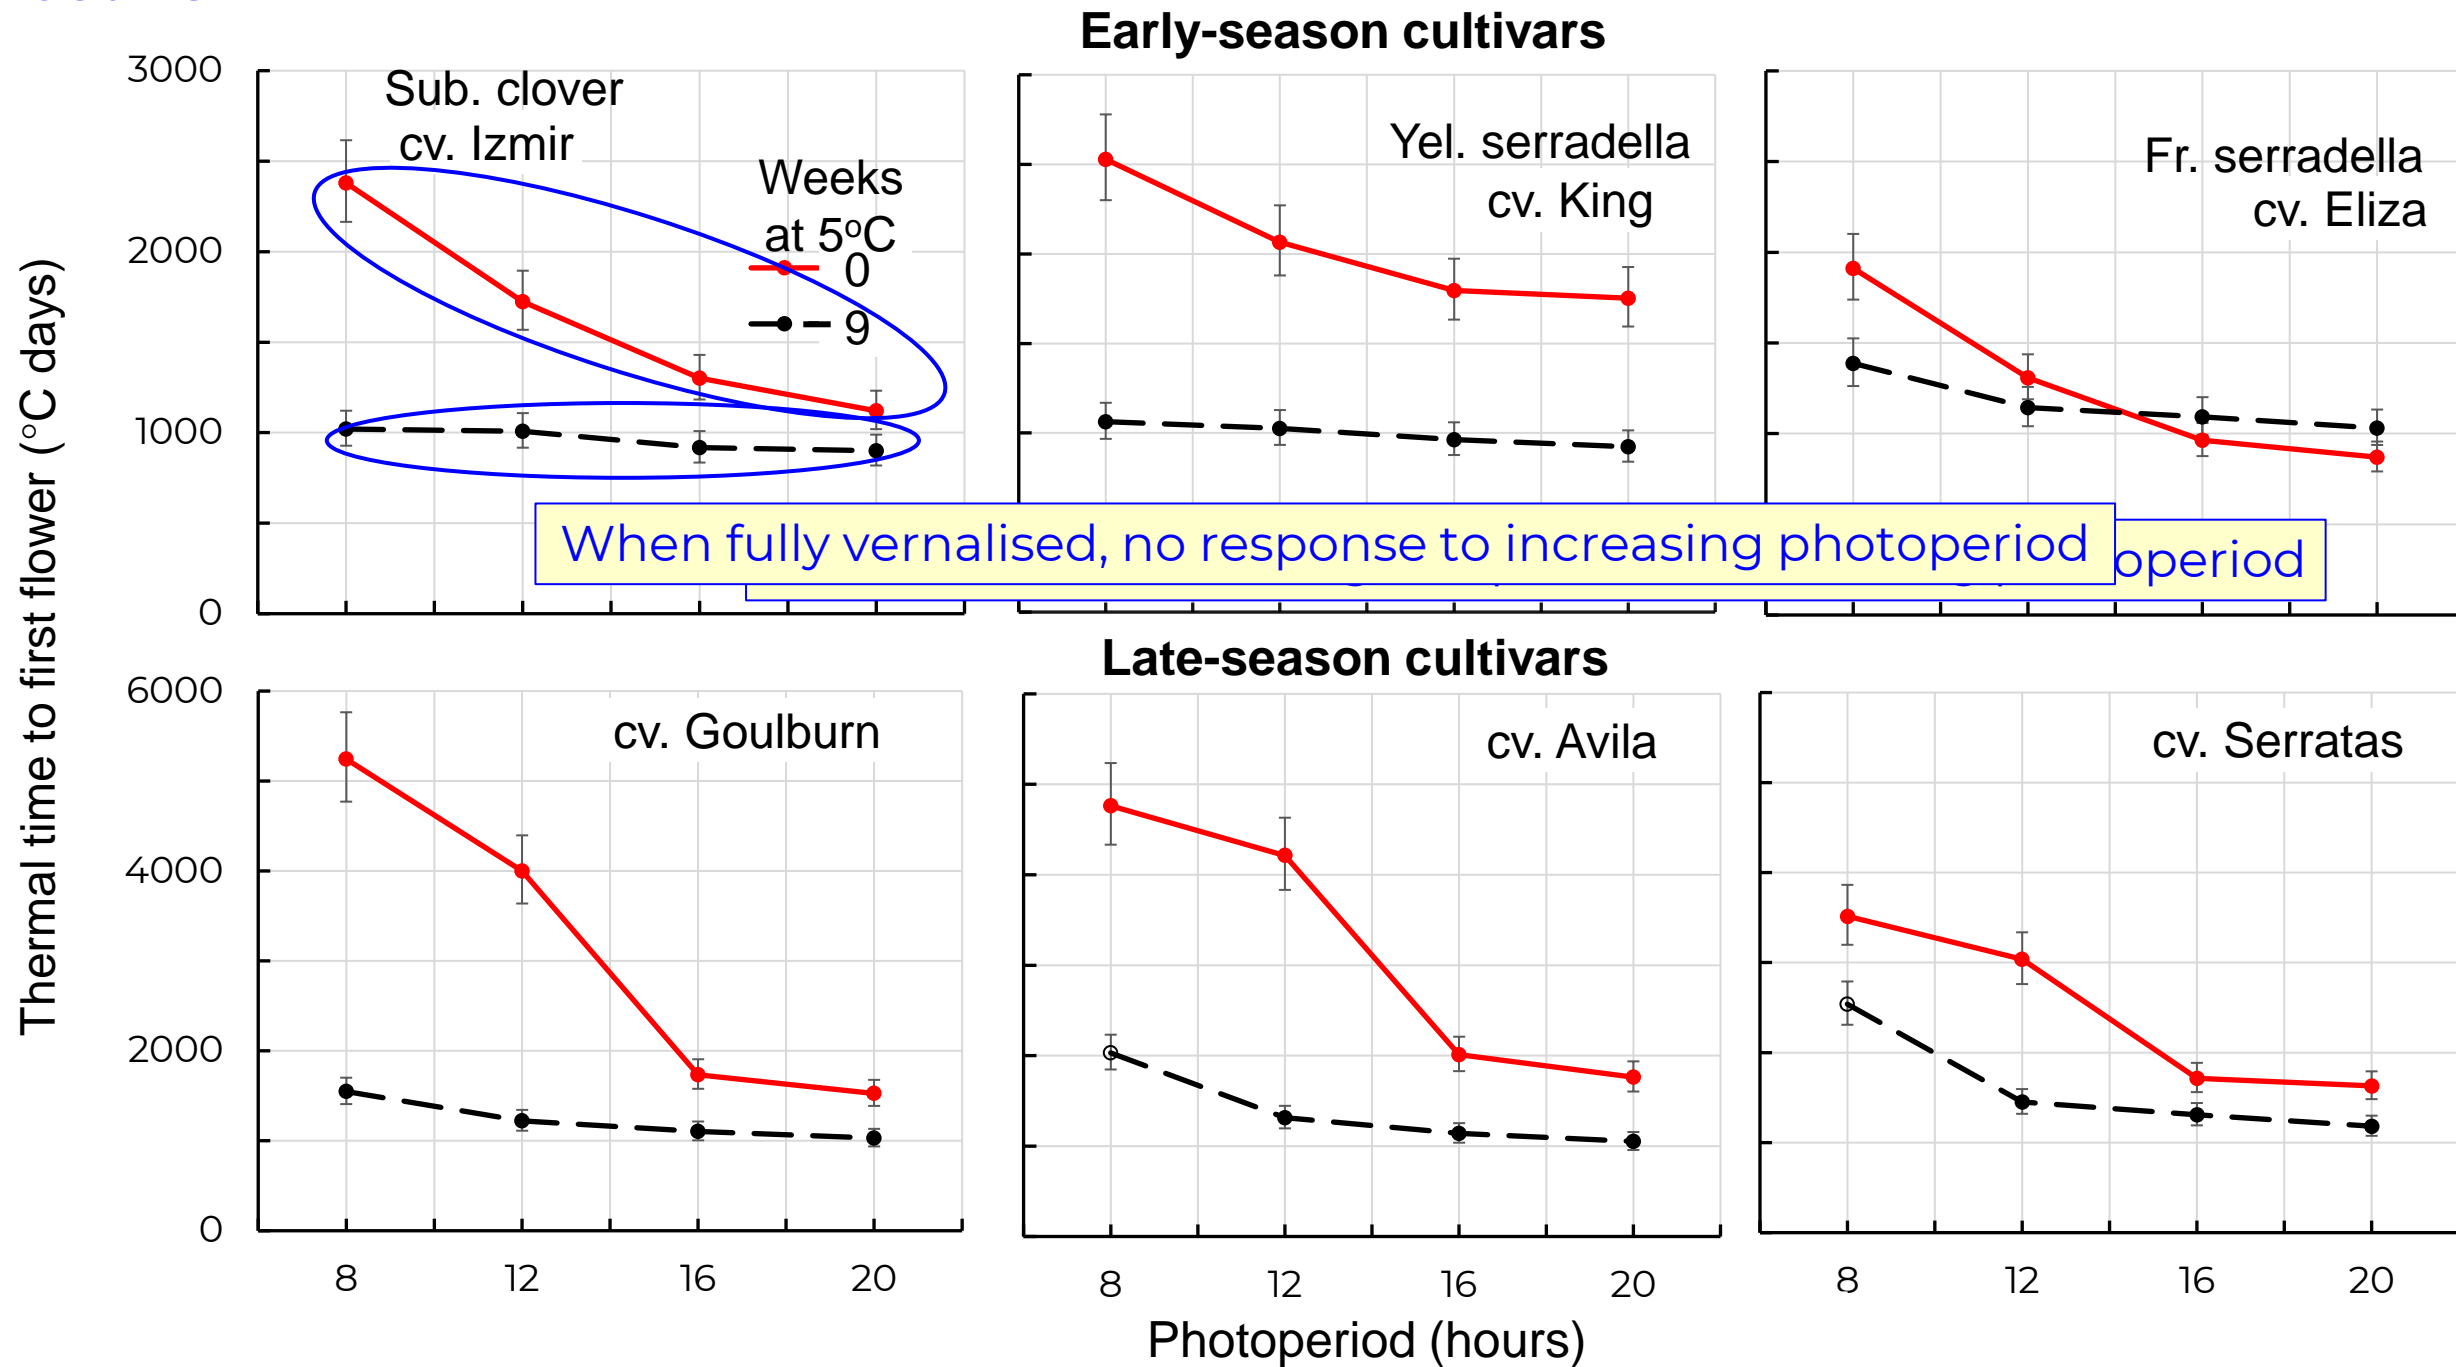 Early-season cultivars
3000
2000
1000
0
Sub. clover
cv. Izmir
Weeks
at 5oC
0
9
Yel. serradella
cv. King
Fr. serradella
cv. Eliza
When fully vernalised, no response to increasing photoperiod
operiod
Thermal time to first flower (oC days)
Late-season cultivars
6000
4000
2000
0
cv. Goulburn
cv. Avila
cv. Serratas
8 12 16 20
8 12 16 20
8 12 16 20
Photoperiod (hours)